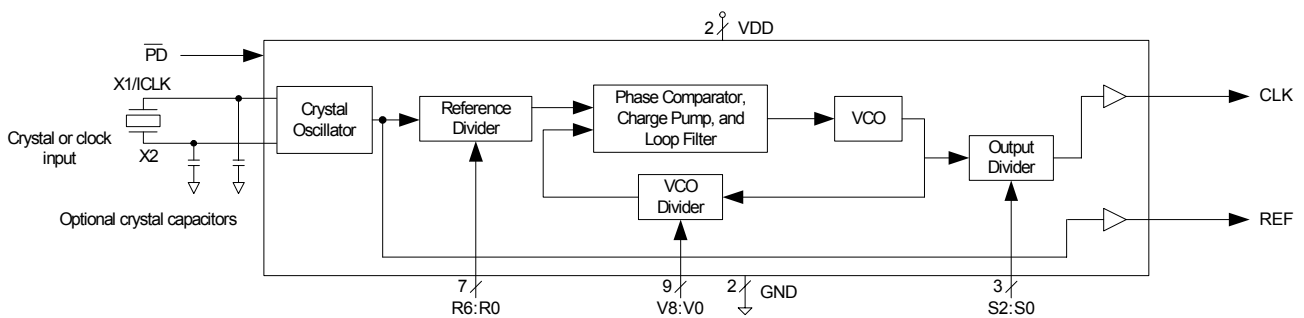 2 VDD
PD
X1/ICLK
Crystal or clock
input
X2
Optional crystal capacitors
Crystal
Oscillator
Reference
Divider
Phase Comparator,
Charge Pump, and
Loop Filter
VCO
VCO
Divider
Output
Divider
CLK
REF
7
R6:R0
9
V8:V0
2
GND
3
S2:S0